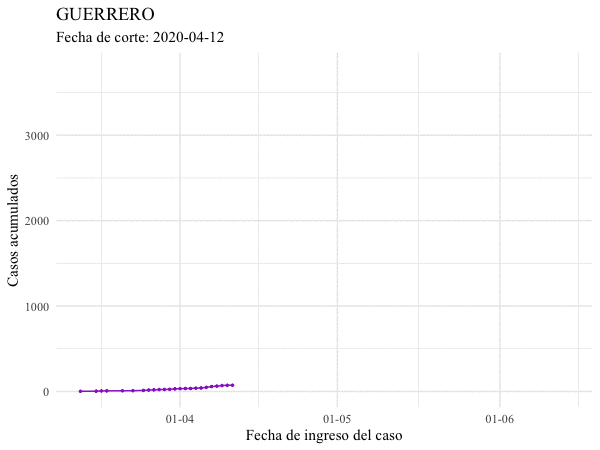 GUERRERO
Fecha de corte: 2020-04-12
Casos acumulados
3000
2000
1000
0
01-04
01-05
01-06
Fecha de ingreso del caso